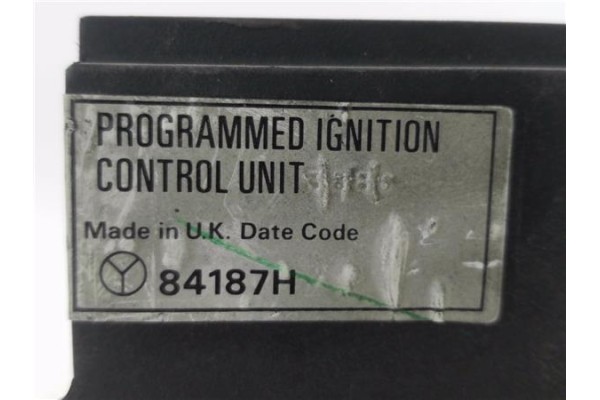 PROGRAMMED IGNITION
CONTROL UNIT
Made in U.K. Date Code
84187H